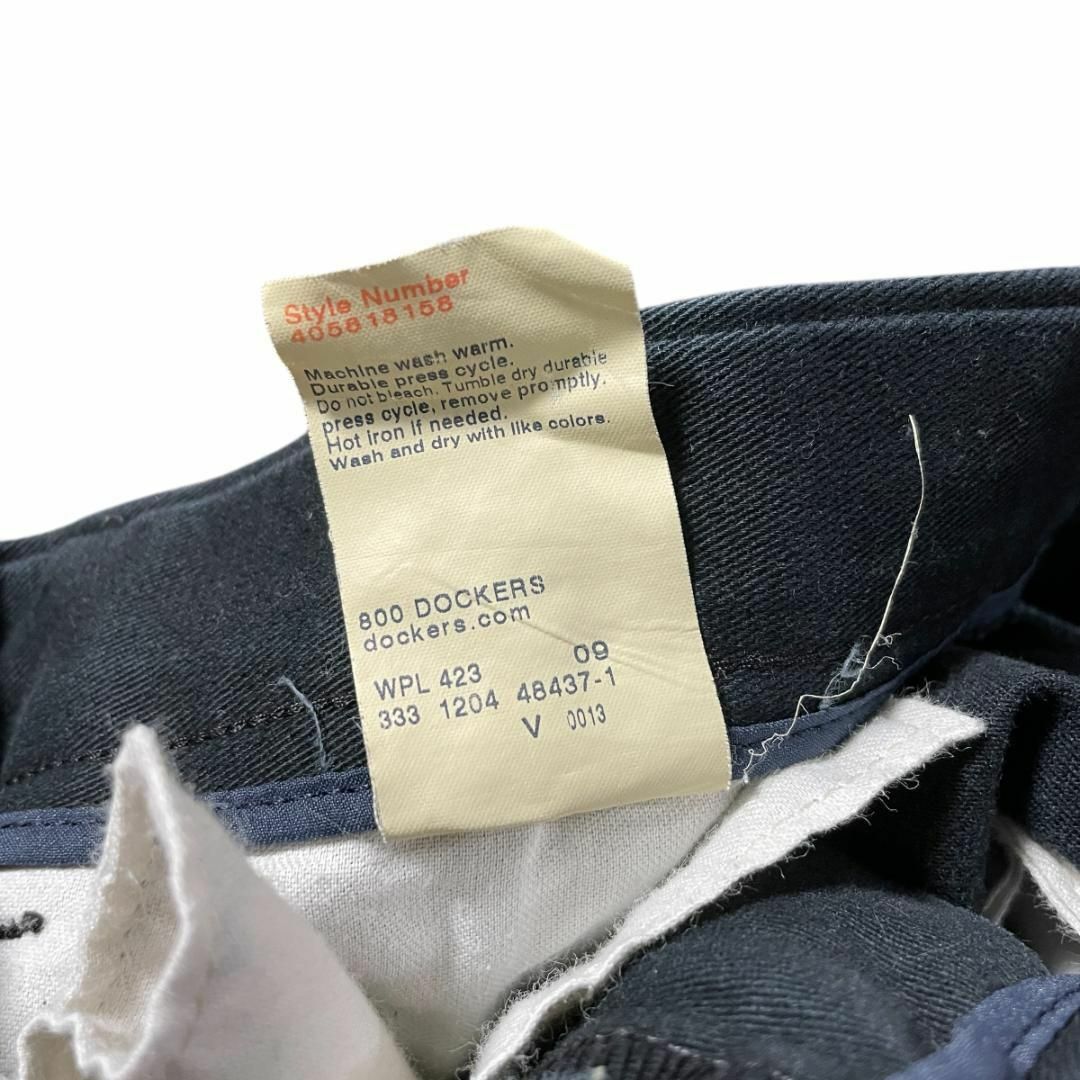 Style Number
405818158
Machine wash warm.
Durable press cycle.
Do not bleach. Tumble dry durable
press cycle, remove promptly.
Hot iron if needed.
Wash and dry with like colors.
800 DOCKERS
dockers.com
WPL 423 09
333 1204 48437-1
V 0013